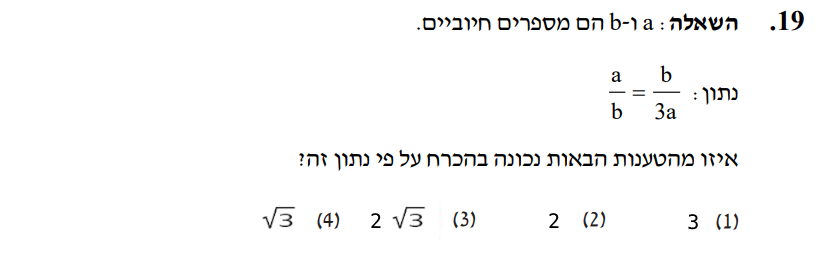 19. השאלה: a ו-b הם מספרים חיוביים.
נתון: a/b = b/3a
איזו מהטענות הבאות נכונה בהכרח על פי נתון זה?
(1) 3 (2) 2 (3) 2 √3 (4) √3